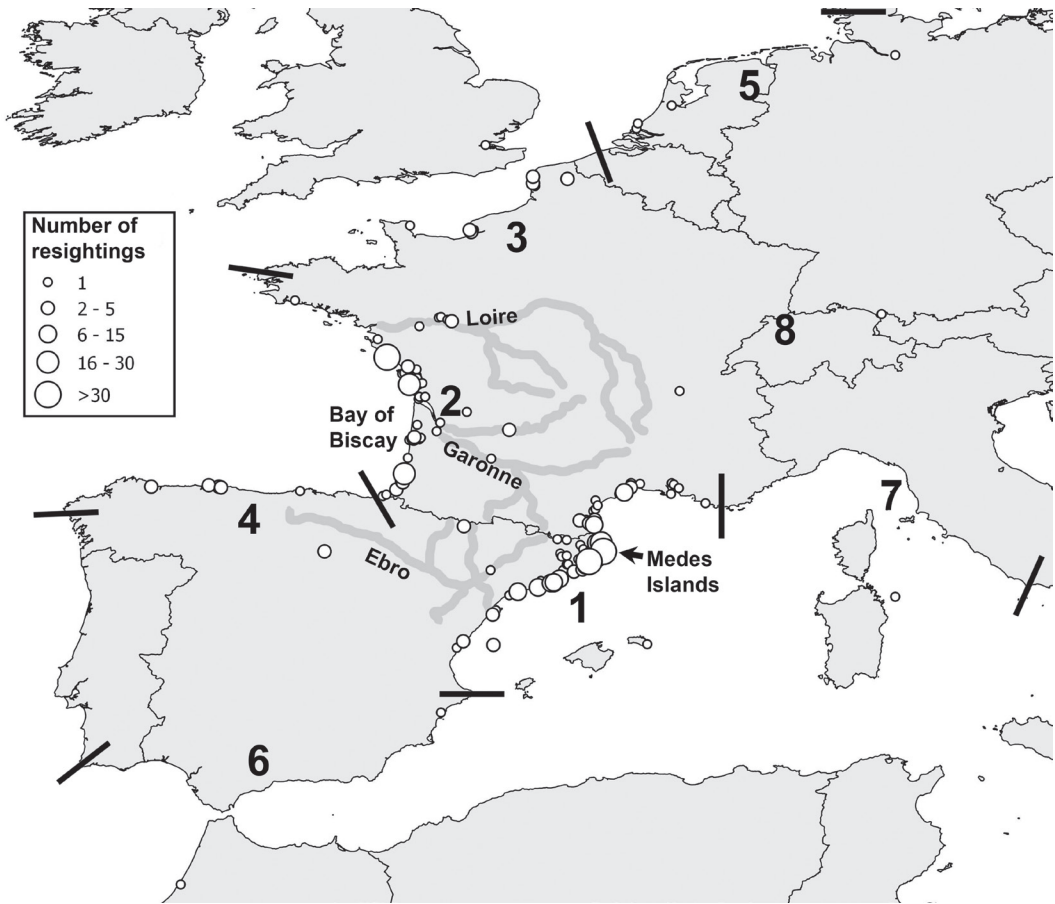 5
3
Number of
resightings
1
2 - 5
6 - 15
16 - 30
>30
Loire
8
2
Bay of
Biscay
Garonne
7
4
Ebro
Medes
Islands
1
6